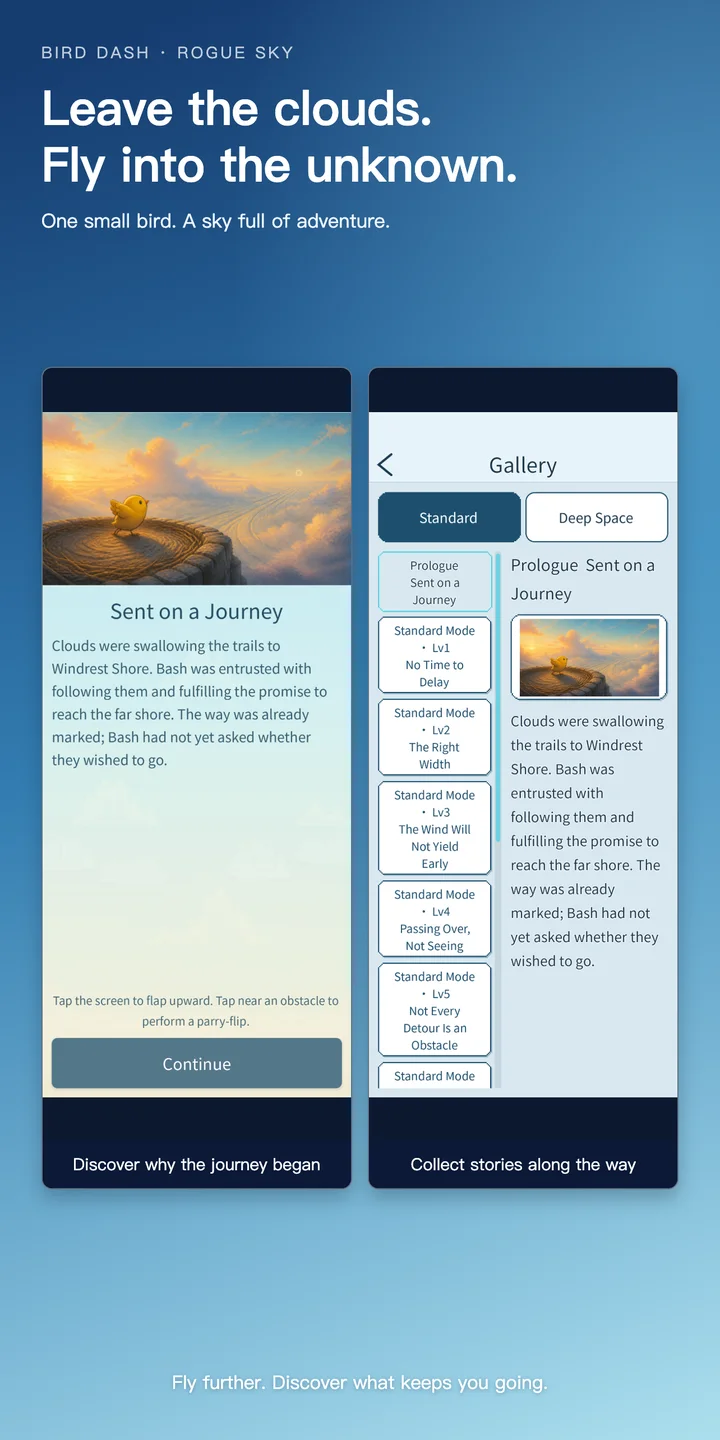 BIRD DASH · ROGUE SKY
Leave the clouds.
Fly into the unknown.
One small bird. A sky full of adventure.
Sent on a Journey
Clouds were swallowing the trails to
Windrest Shore. Bash was entrusted with
following them and fulfilling the promise to
reach the far shore. The way was already
marked; Bash had not yet asked whether
they wished to go.
Tap the screen to flap upward. Tap near an obstacle to
perform a parry-flip.
Continue
Discover why the journey began
Gallery
Standard
Deep Space
Prologue
Sent on a
Journey
Standard Mode
· Lv1
No Time to
Delay
Standard Mode
· Lv2
The Right
Width
Standard Mode
· Lv3
The Wind Will
Not Yield
Early
Standard Mode
· Lv4
Passing Over,
Not Seeing
Standard Mode
· Lv5
Not Every
Detour Is an
Obstacle
Standard Mode
Prologue  Sent on a
Journey
Clouds were swallowing
the trails to Windrest
Shore. Bash was
entrusted with
following them and
fulfilling the promise to
reach the far shore. The
way was already
marked; Bash had not
yet asked whether they
wished to go.
Collect stories along the way
Fly further. Discover what keeps you going.